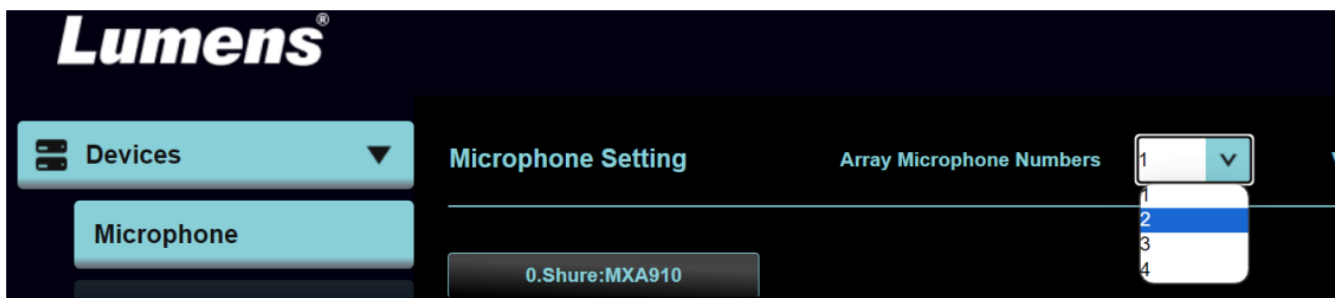 Lumens®
Devices
Microphone Setting
Array Microphone Numbers
1
1
2
3
4
Microphone
0.Shure:MXA910